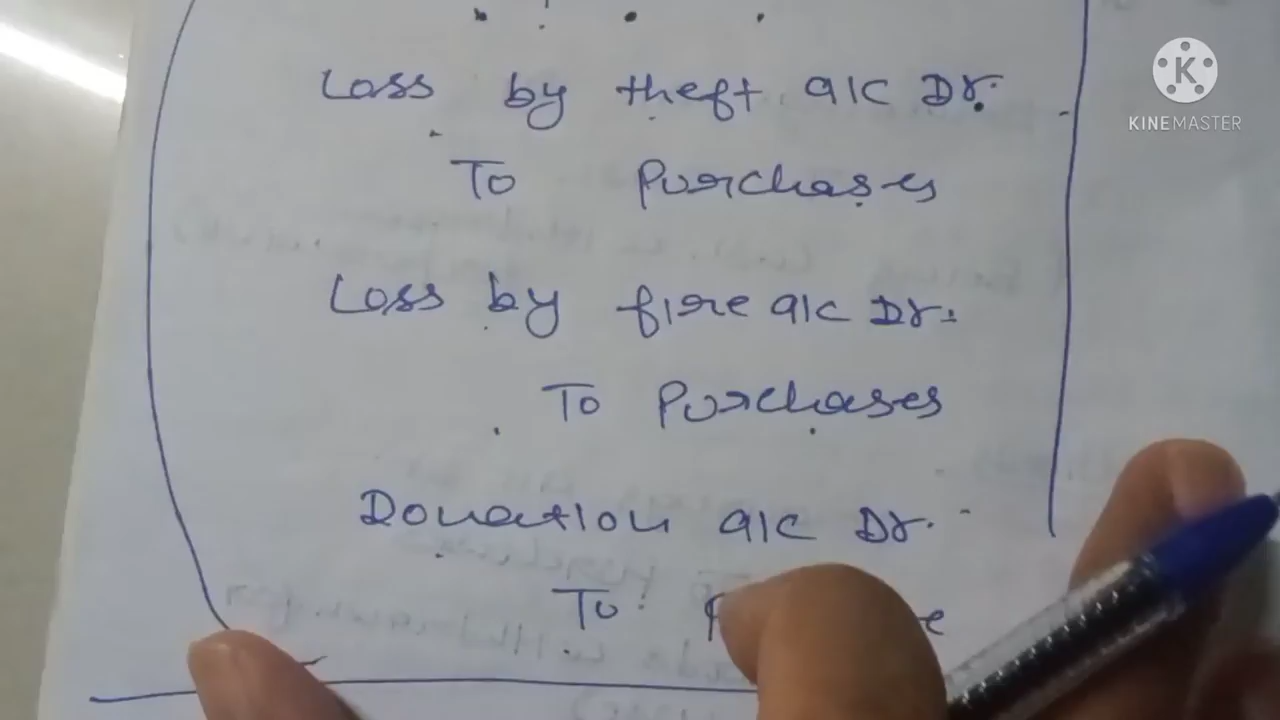 Loss by theft a/c Dr.
To Purchases
Loss by fire a/c Dr.
To Purchases
Donation a/c Dr.
To
K
KINEMASTER